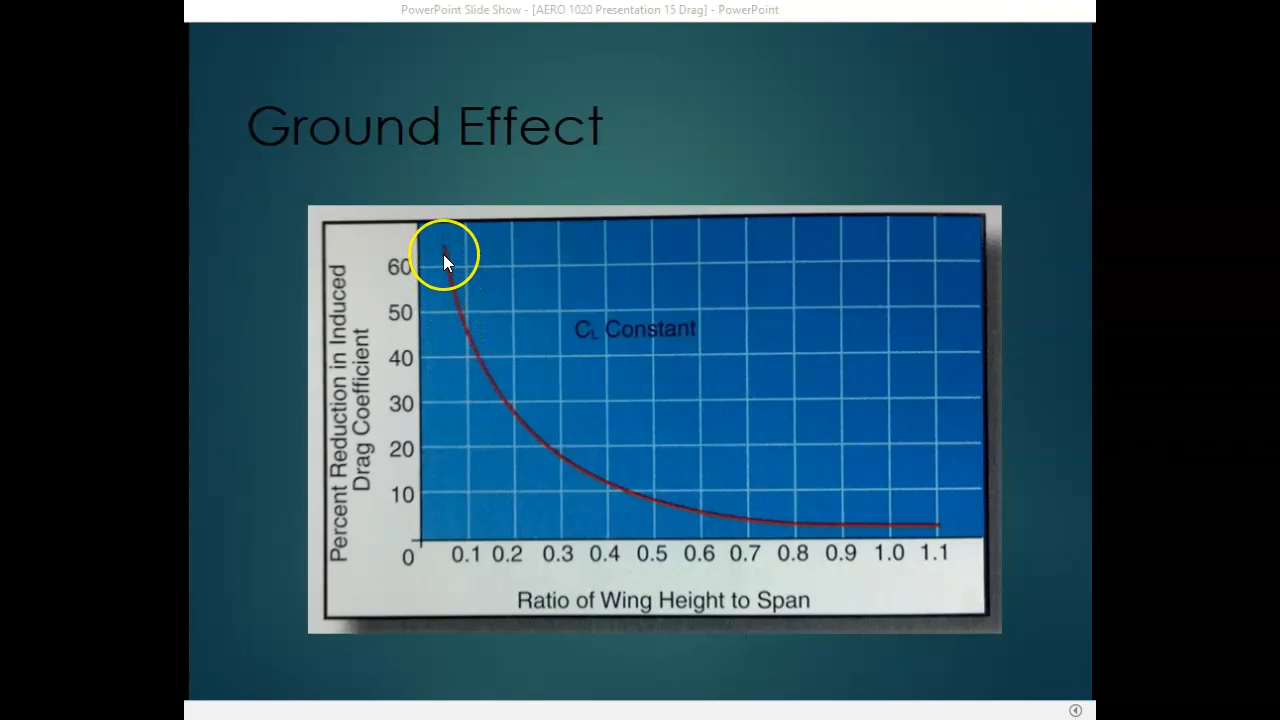 PowerPoint Slide Show - [AERO 1020 Presentation 15 Drag] - PowerPoint
Ground Effect
Percent Reduction in Induced
Drag Coefficient
60
50
40
30
20
10
0
CL Constant
0.1 0.2 0.3 0.4 0.5 0.6 0.7 0.8 0.9 1.0 1.1
Ratio of Wing Height to Span